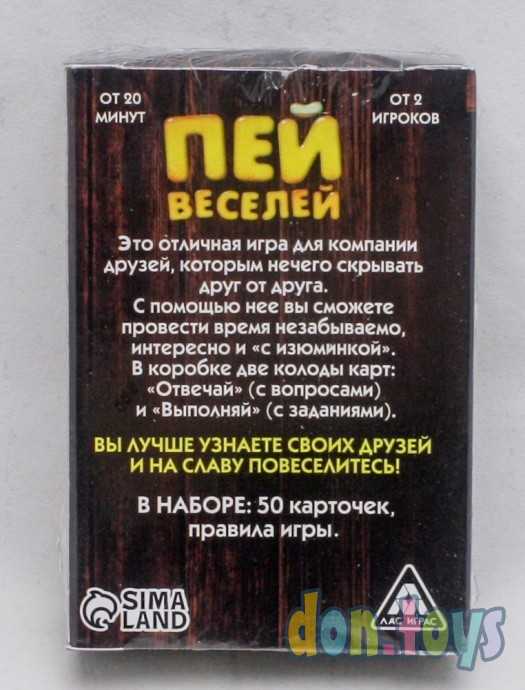 ОТ 20
МИНУТ
ОТ 2
ИГРОКОВ
ПЕЙ
ВЕСЕЛЕЙ
Это отличная игра для компании
друзей, которым нечего скрывать
друг от друга.
С помощью нее вы сможете
провести время незабываемо,
интересно и «с изюминкой».
В коробке две колоды карт:
«Отвечай» (с вопросами)
и «Выполняй» (с заданиями).
ВЫ ЛУЧШЕ УЗНАЕТЕ СВОИХ ДРУЗЕЙ
И НА СЛАВУ ПОВЕСЕЛИТЕСЬ!
В НАБОРЕ: 50 карточек,
правила игры.
SIMA
LAND
ЛАС ИГРАС
don.toys